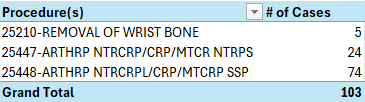 Procedure(s) # of Cases
25210-REMOVAL OF WRIST BONE 5
25447-ARTHRP NTRCRP/CRP/MTCR NTRPS 24
25448-ARTHRP NTRCRPL/CRP/MTCRP SSP 74
Grand Total 103